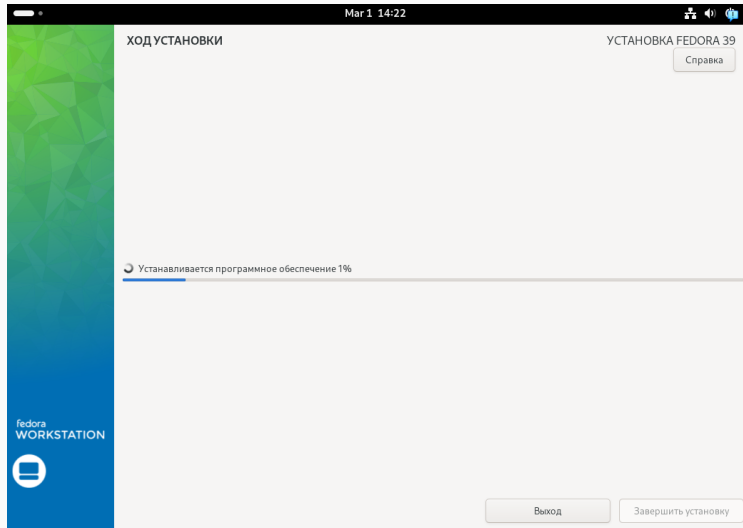 Mar 1 14:22
ХОД УСТАНОВКИ
УСТАНОВКА FEDORA 39
Справка
Устанавливается программное обеспечение 1%
fedora
WORKSTATION
Выход
Завершить установку